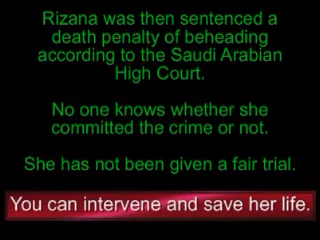 Rizana was then sentenced a
death penalty of beheading
according to the Saudi Arabian
High Court.
No one knows whether she
committed the crime or not.
She has not been given a fair trial.
You can intervene and save her life.